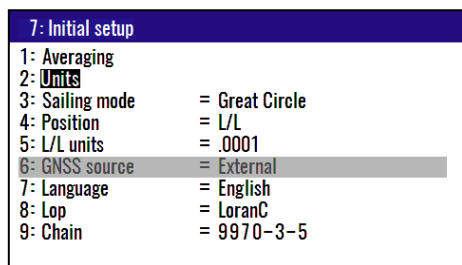 7: Initial setup
1: Averaging
2: Units
3: Sailing mode = Great Circle
4: Position = L/L
5: L/L units = .0001
6: GNSS source = External
7: Language = English
8: Lop = LoranC
9: Chain = 9970-3-5